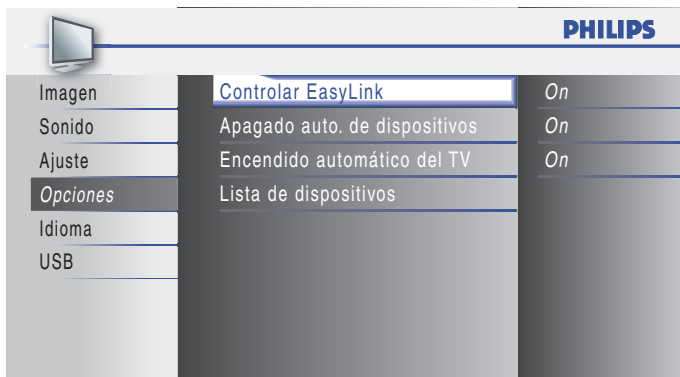 PHILIPS
Imagen
Sonido
Ajuste
Opciones
Idioma
USB
Controlar EasyLink
Apagado auto. de dispositivos
Encendido automático del TV
Lista de dispositivos
On
On
On